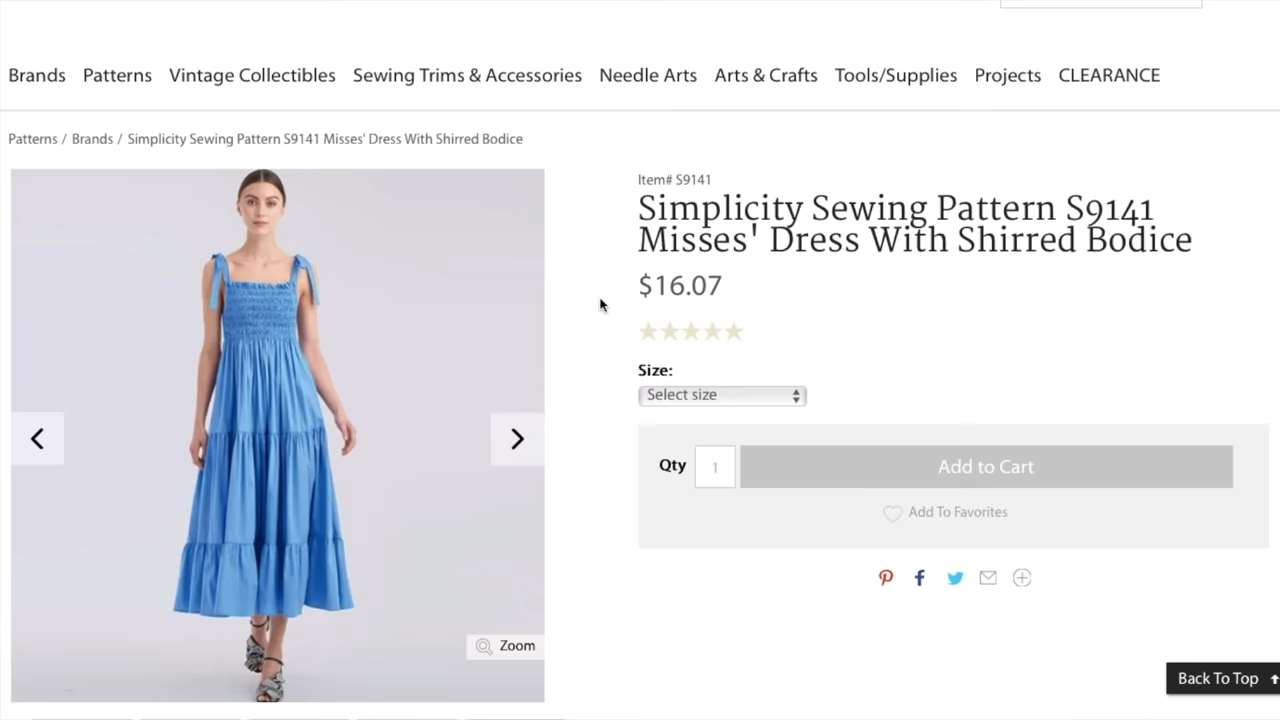 Brands Patterns Vintage Collectibles Sewing Trims & Accessories Needle Arts Arts & Crafts Tools/Supplies Projects CLEARANCE
Patterns / Brands / Simplicity Sewing Pattern S9141 Misses' Dress With Shirred Bodice
Item# S9141
Simplicity Sewing Pattern S9141
Misses' Dress With Shirred Bodice
$16.07
Size:
Select size
Qty 1 Add to Cart
Add To Favorites
Zoom
Back To Top